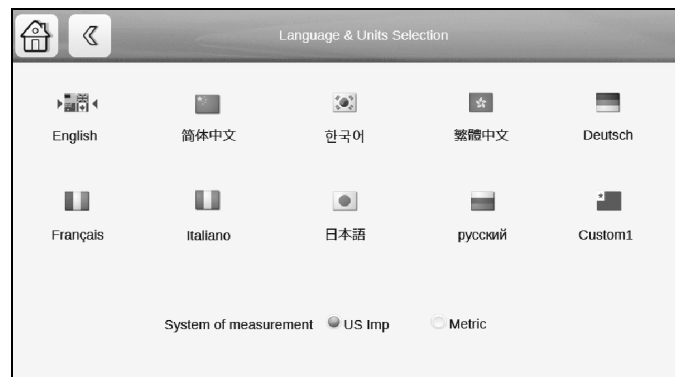 Language & Units Selection
English 简体中文 한국어 繁體中文 Deutsch
Français Italiano 日本語 русский Custom1
System of measurement US Imp Metric